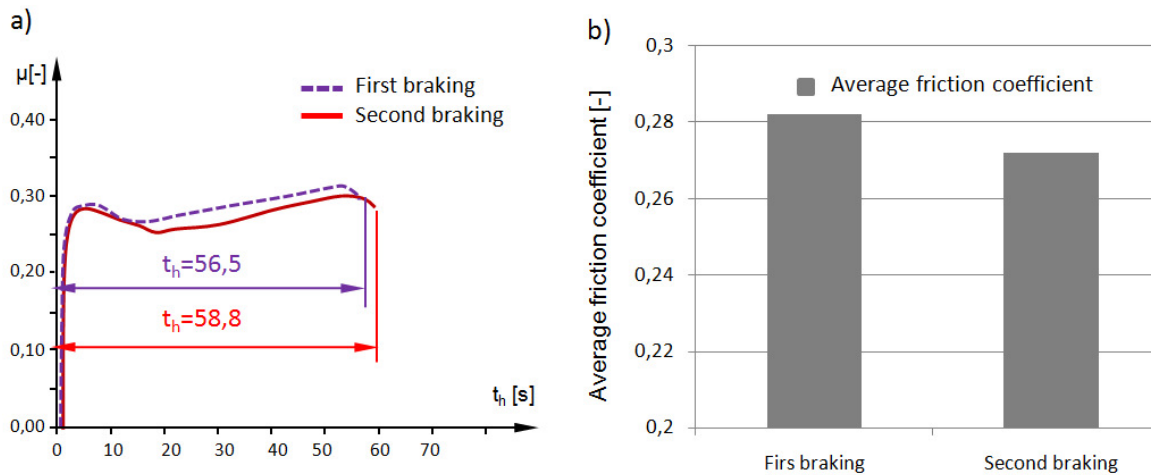 a)
µ[-]
First braking
Second braking
0,40
0,30
0,20
0,10
0,00
th=56,5
th=58,8
th [s]
0 10 20 30 40 50 60 70
b)
Average friction coefficient [-]
0,3
0,28
0,26
0,24
0,22
0,2
Average friction coefficient
Firs braking Second braking